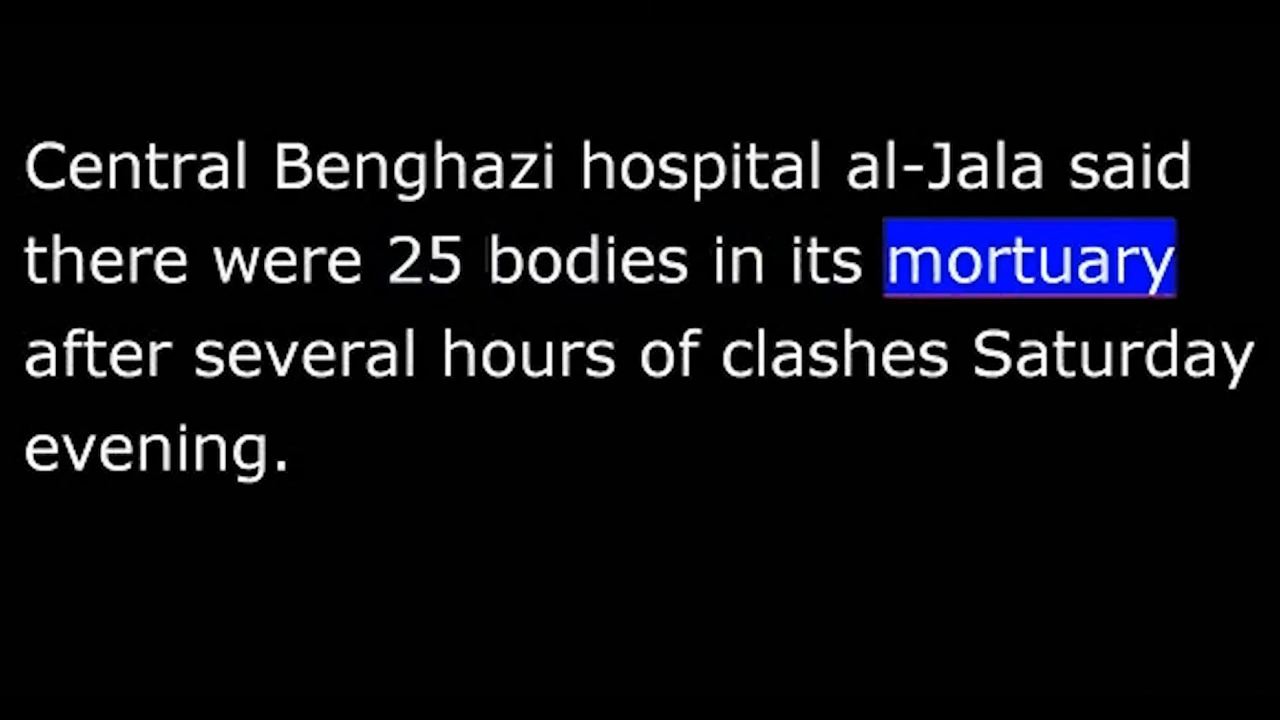 Central Benghazi hospital al-Jala said
there were 25 bodies in its mortuary
after several hours of clashes Saturday
evening.